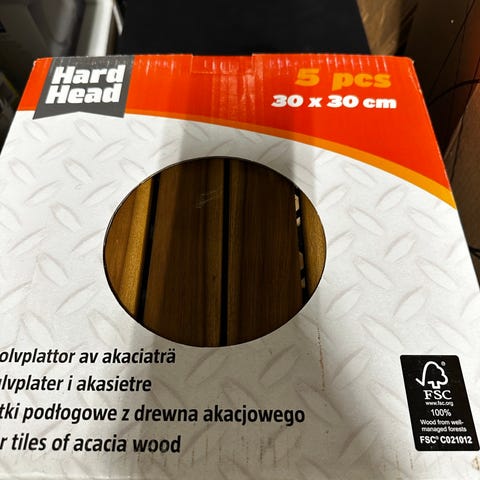 Hard
Head
5 pcs
30 x 30 cm
olvplattor av akaciaträ
ulvplater i akasietre
tki podłogowe z drewna akacjowego
r tiles of acacia wood
FSC
www.fsc.org
100%
Wood from well-
managed forests
FSC® C021012